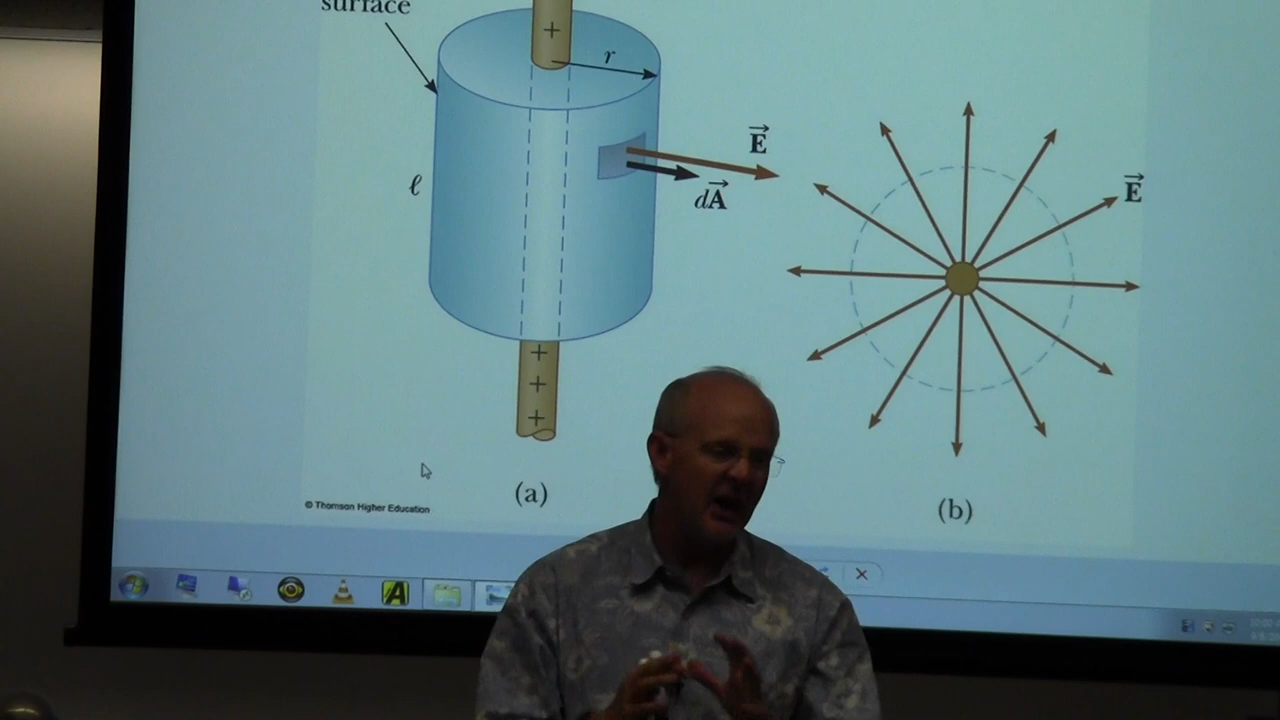 surface
+
r
E
ℓ
dA
E
+
+
+
(a)
(b)
© Thomson Higher Education
A